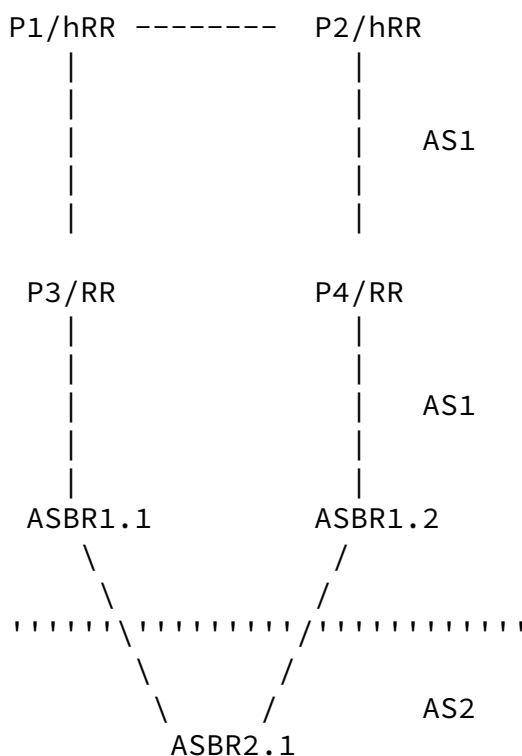 P1/hRR -------- P2/hRR
AS1
P3/RR P4/RR
AS1
ASBR1.1 ASBR1.2
AS2
ASBR2.1